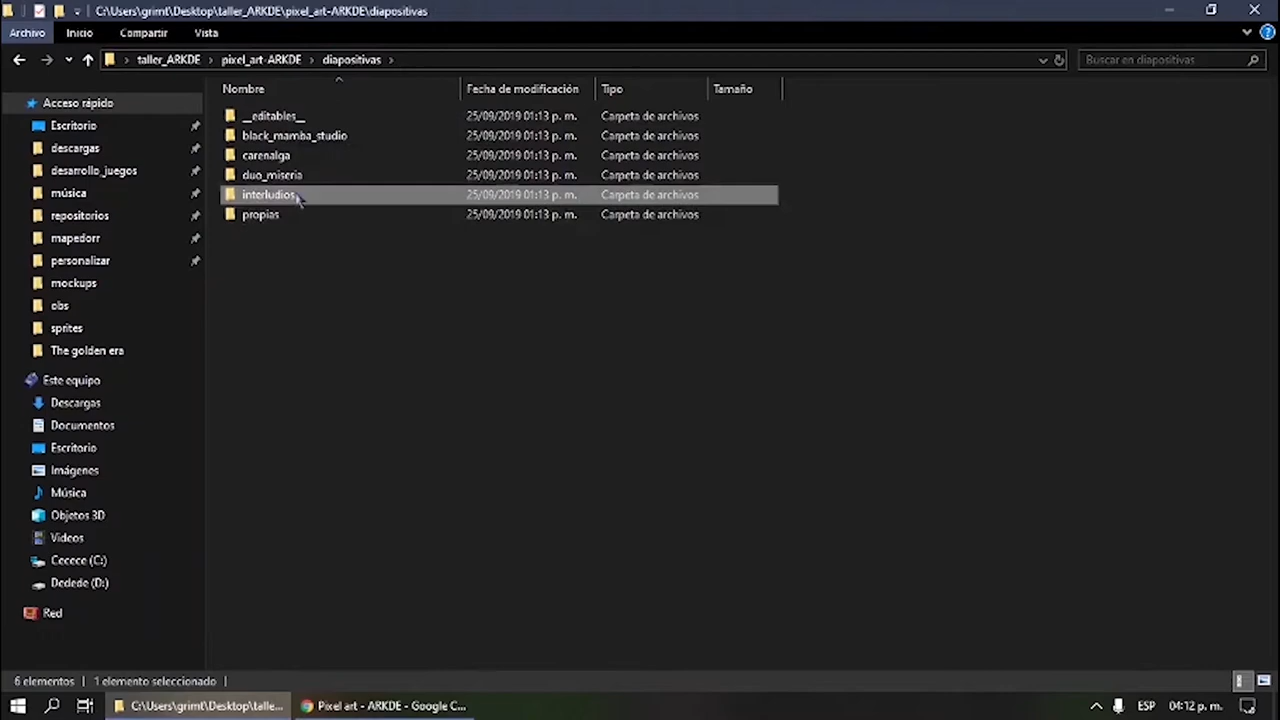 C:\Users\grimt\Desktop\taller_ARKDE\pixel_art-ARKDE\diapositivas
Archivo Inicio Compartir Vista
taller_ARKDE pixel_art-ARKDE diapositivas Buscar en diapositivas
Nombre Fecha de modificación Tipo Tamaño
__editables__ 25/09/2019 01:13 p. m. Carpeta de archivos
black_mamba_studio 25/09/2019 01:13 p. m. Carpeta de archivos
carenalga 25/09/2019 01:13 p. m. Carpeta de archivos
duo_miseria 25/09/2019 01:13 p. m. Carpeta de archivos
interludios 25/09/2019 01:13 p. m. Carpeta de archivos
propias 25/09/2019 01:13 p. m. Carpeta de archivos
Acceso rápido
Escritorio
descargas
desarrollo_juegos
música
repositorios
mapedorr
personalizar
mockups
obs
sprites
The golden era
Este equipo
Descargas
Documentos
Escritorio
Imágenes
Música
Objetos 3D
Videos
Cecece (C:)
Dedede (D:)
Red
6 elementos 1 elemento seleccionado
C:\Users\grimt\Desktop\talle... Pixel art - ARKDE - Google C... ESP 04:12 p. m.